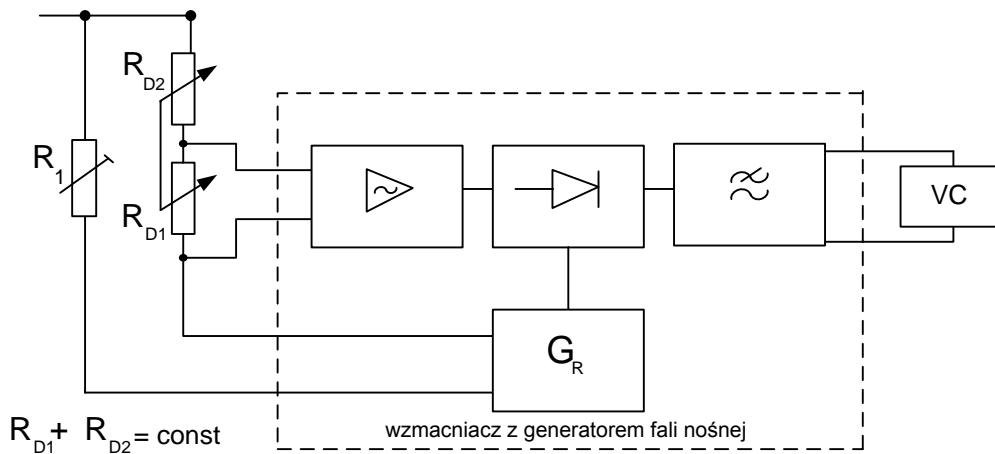 R_D2
R_1
R_D1
VC
G_R
R_D1 + R_D2 = const
wzmacniacz z generatorem fali nośnej